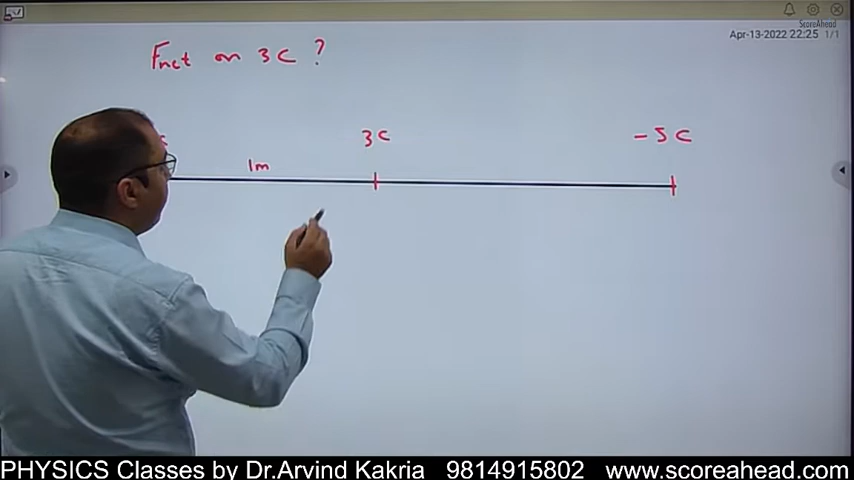 ScoreAhead
Apr-13-2022 22:25 1/1
Fnct on 3C ?
3C
-5C
1m
PHYSICS Classes by Dr.Arvind Kakria 9814915802 www.scoreahead.com